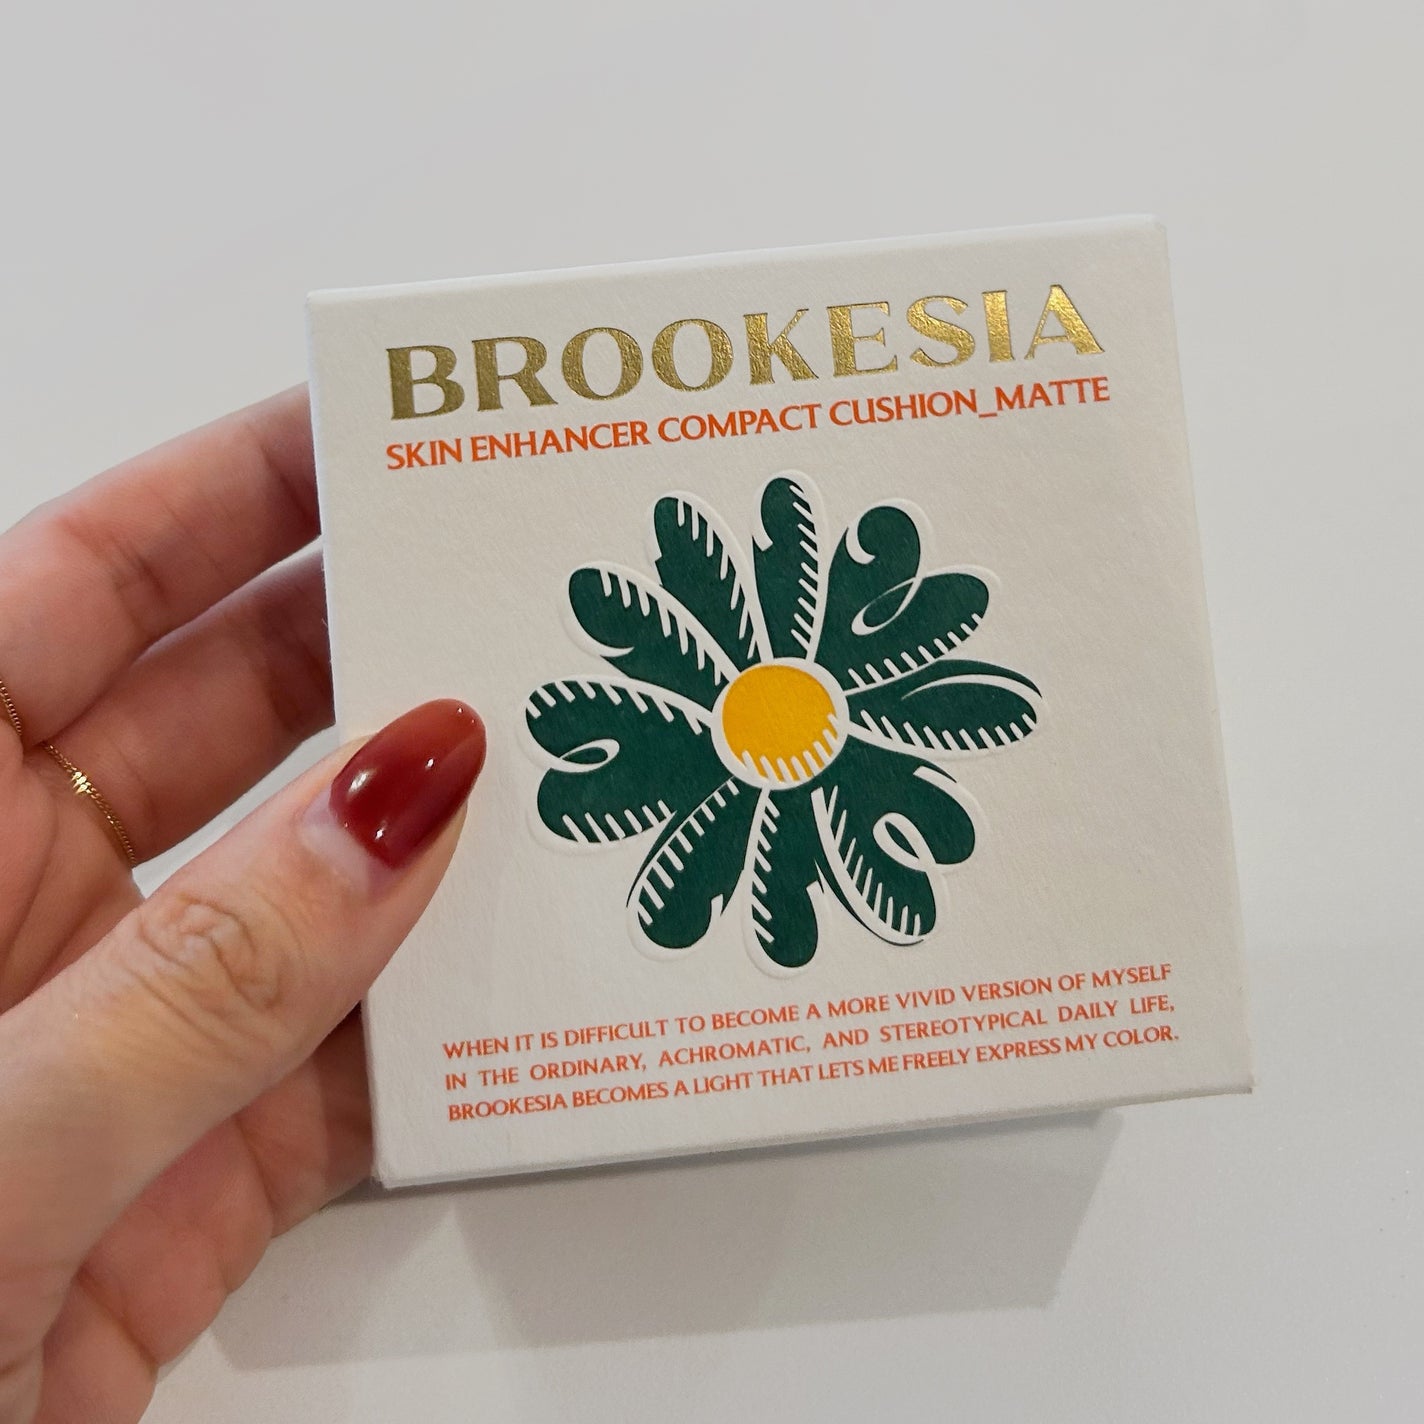 BROOKESIA
SKIN ENHANCER COMPACT CUSHION_MATTE
WHEN IT IS DIFFICULT TO BECOME A MORE VIVID VERSION OF MYSELF
IN THE ORDINARY, ACHROMATIC, AND STEREOTYPICAL DAILY LIFE,
BROOKESIA BECOMES A LIGHT THAT LETS ME FREELY EXPRESS MY COLOR.